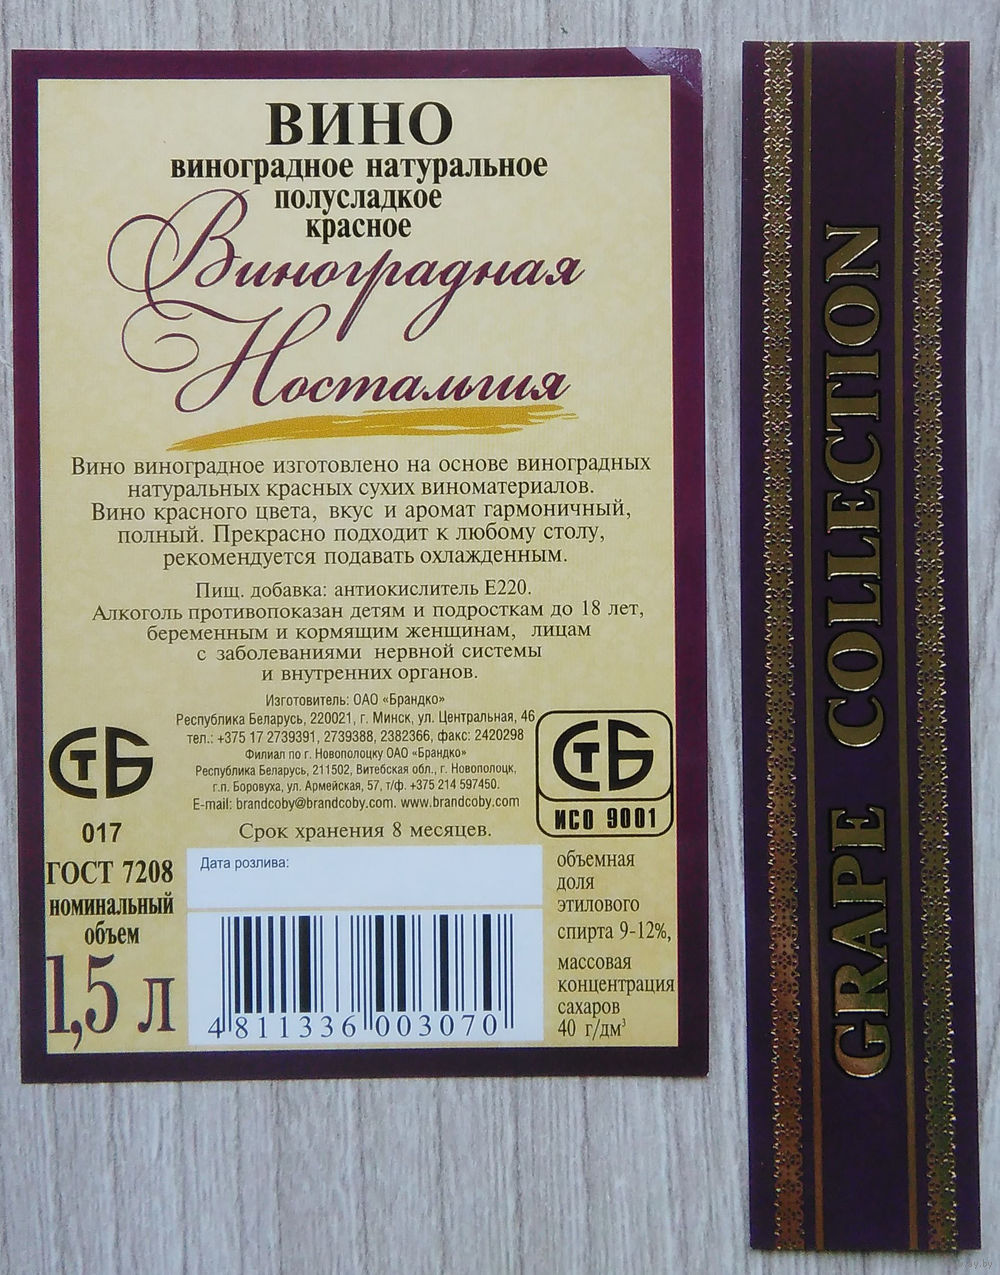 ВИНО
виноградное натуральное
полусладкое
красное
Виноградная
Ностальгия
Вино виноградное изготовлено на основе виноградных
натуральных красных сухих виноматериалов.
Вино красного цвета, вкус и аромат гармоничный,
полный. Прекрасно подходит к любому столу,
рекомендуется подавать охлажденным.
Пищ. добавка: антиокислитель Е220.
Алкоголь противопоказан детям и подросткам до 18 лет,
беременным и кормящим женщинам, лицам
с заболеваниями нервной системы
и внутренних органов.
Изготовитель: ОАО «Брандко»
Республика Беларусь, 220021, г. Минск, ул. Центральная, 46
тел.: +375 17 2739391, 2739388, 2382366, факс: 2420298
Филиал по г. Новополоцку ОАО «Брандко»
Республика Беларусь, 211502, Витебская обл., г. Новополоцк,
г.п. Боровуха, ул. Армейская, 57, т/ф. +375 214 597450.
E-mail: brandcoby@brandcoby.com. www.brandcoby.com
Срок хранения 8 месяцев.
СТБ
017
СТБ
ИСО 9001
ГОСТ 7208
номинальный
объем
1,5 л
Дата розлива:
4 811336 003070
объемная
доля
этилового
спирта 9-12%,
массовая
концентрация
сахаров
40 г/дм³
GRAPE COLLECTION